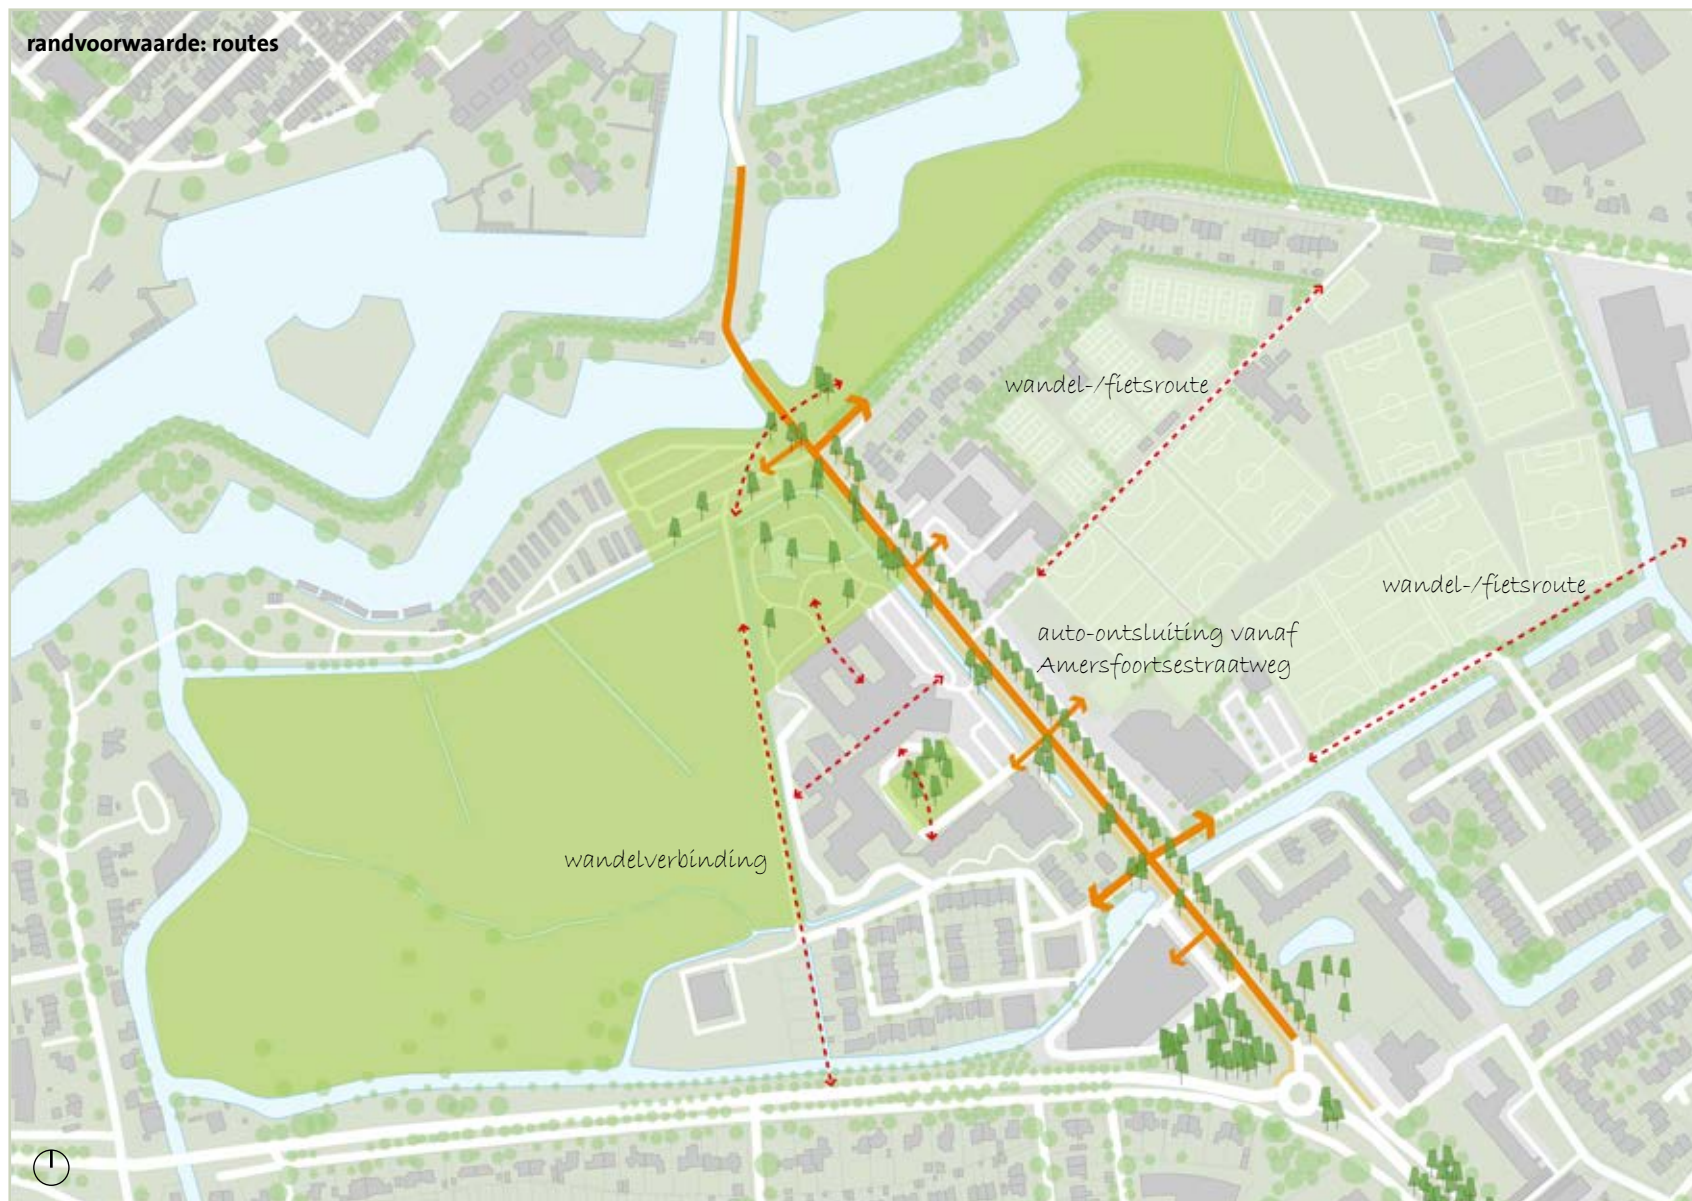 randvoorwaarde: routes
wandel-/fietsroute
wandel-/fietsroute
auto-ontsluiting vanaf
Amersfoortsestraatweg
wandelverbinding